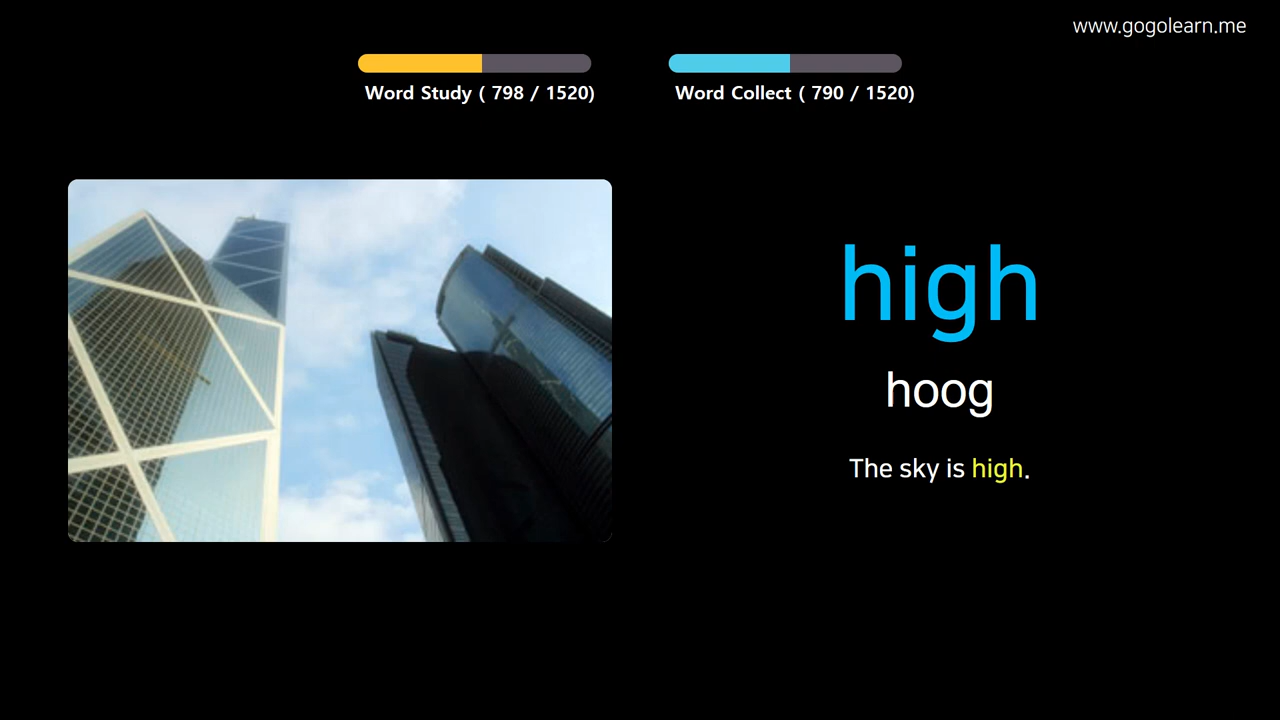 www.gogolearn.me
Word Study ( 798 / 1520)
Word Collect ( 790 / 1520)
high
hoog
The sky is high.